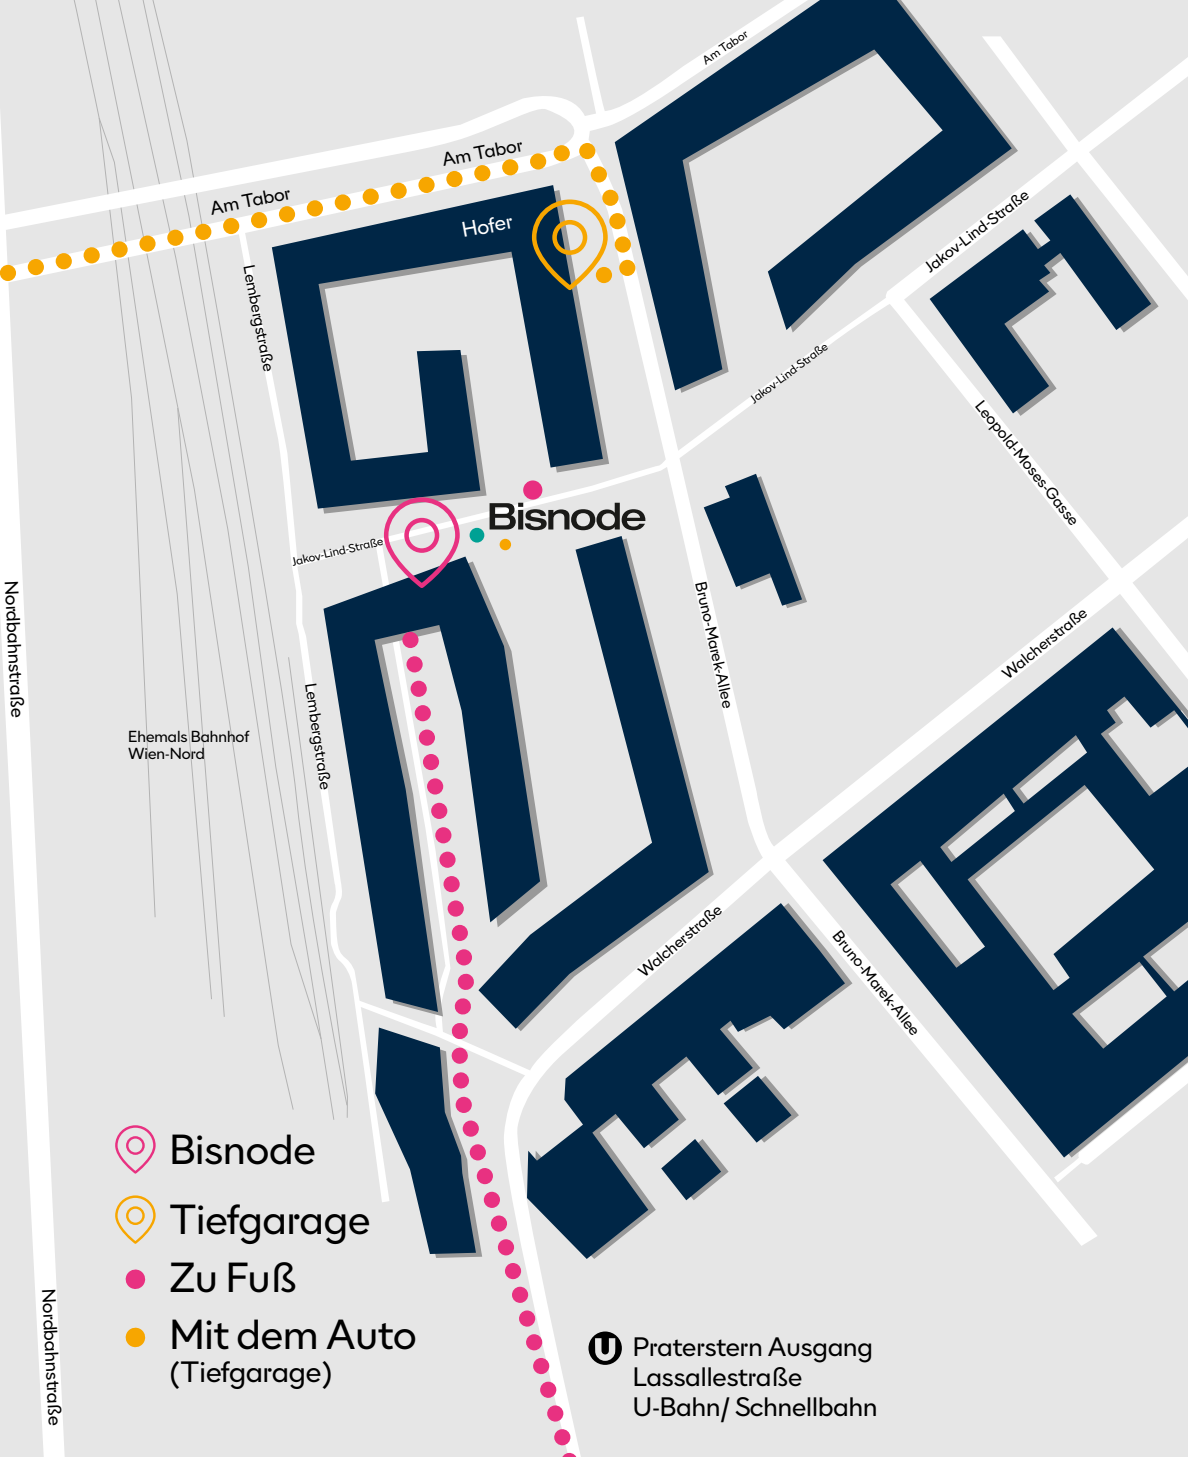 Am Tabor
Am Tabor
Am Tabor
Hofer
Jakov-Lind-Straße
Lembergstraße
Jakov-Lind-Straße
Leopold-Moses-Gasse
Bisnode
Jakov-Lind-Straße
Nordbahnstraße
Bruno-Marek-Allee
Walcherstraße
Lembergstraße
Ehemals Bahnhof
Wien-Nord
Walcherstraße
Bruno-Marek-Allee
Bisnode
Tiefgarage
Zu Fuß
Mit dem Auto
(Tiefgarage)
Nordbahnstraße
U
Praterstern Ausgang
Lassallestraße
U-Bahn/ Schnellbahn